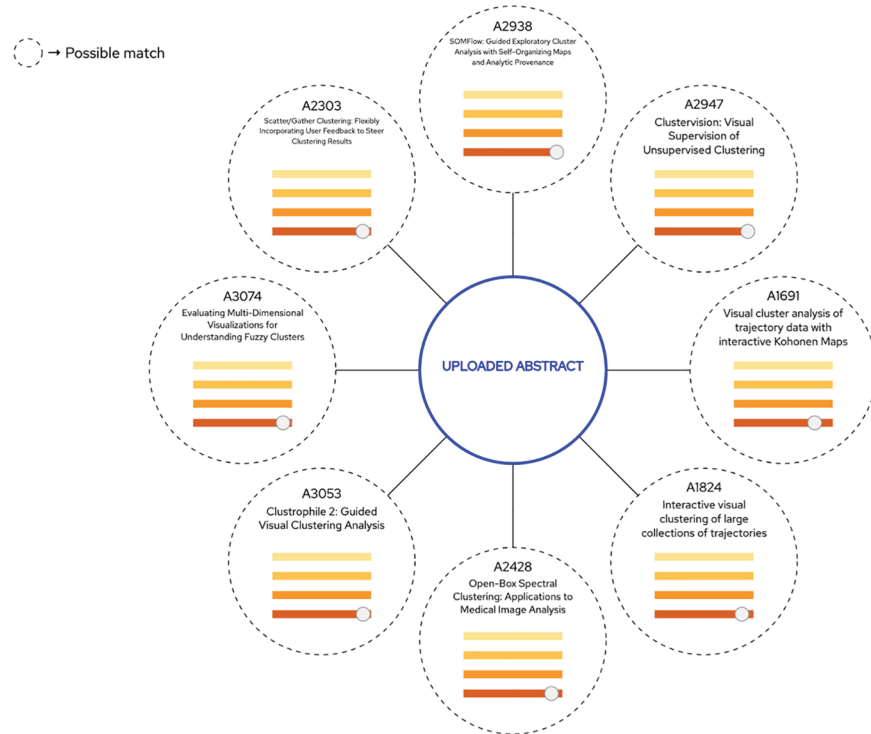 → Possible match
A2938
SOMFlow: Guided Exploratory Cluster
Analysis with Self-Organizing Maps
and Analytic Provenance
A2303
Scatter/Gather Clustering: Flexibly
Incorporating User Feedback to Steer
Clustering Results
A2947
Clustervision: Visual
Supervision of
Unsupervised Clustering
A3074
Evaluating Multi-Dimensional
Visualizations for
Understanding Fuzzy Clusters
UPLOADED ABSTRACT
A1691
Visual cluster analysis of
trajectory data with
interactive Kohonen Maps
A3053
Clustrophile 2: Guided
Visual Clustering Analysis
A1824
Interactive visual
clustering of large
collections of trajectories
A2428
Open-Box Spectral
Clustering: Applications to
Medical Image Analysis